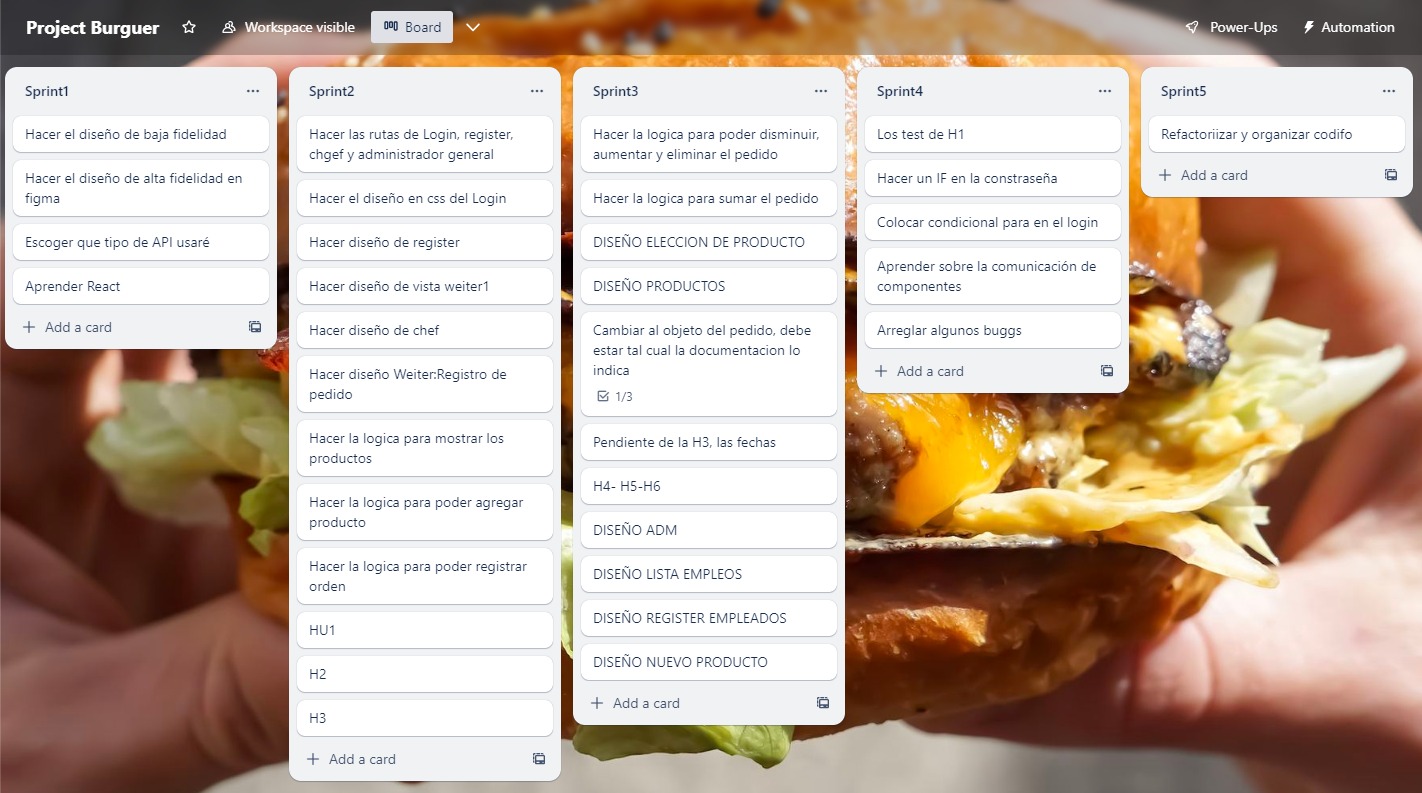 Project Burguer
Workspace visible
Board
Power-Ups
Automation
Sprint1
Hacer el diseño de baja fidelidad
Hacer el diseño de alta fidelidad en
figma
Escoger que tipo de API usaré
Aprender React
Add a card
Sprint2
Hacer las rutas de Login, register,
chgef y administrador general
Hacer el diseño en css del Login
Hacer diseño de register
Hacer diseño de vista weiter1
Hacer diseño de chef
Hacer diseño Weiter:Registro de
pedido
Hacer la logica para mostrar los
productos
Hacer la logica para poder agregar
producto
Hacer la logica para poder registrar
orden
HU1
H2
H3
Add a card
Sprint3
Hacer la logica para poder disminuir,
aumentar y eliminar el pedido
Hacer la logica para sumar el pedido
DISEÑO ELECCION DE PRODUCTO
DISEÑO PRODUCTOS
Cambiar al objeto del pedido, debe
estar tal cual la documentacion lo
indica
1/3
Pendiente de la H3, las fechas
H4- H5-H6
DISEÑO ADM
DISEÑO LISTA EMPLEOS
DISEÑO REGISTER EMPLEADOS
DISEÑO NUEVO PRODUCTO
Add a card
Sprint4
Los test de H1
Hacer un IF en la constraseña
Colocar condicional para en el login
Aprender sobre la comunicación de
componentes
Arreglar algunos buggs
Add a card
Sprint5
Refactoriizar y organizar codifo
Add a card